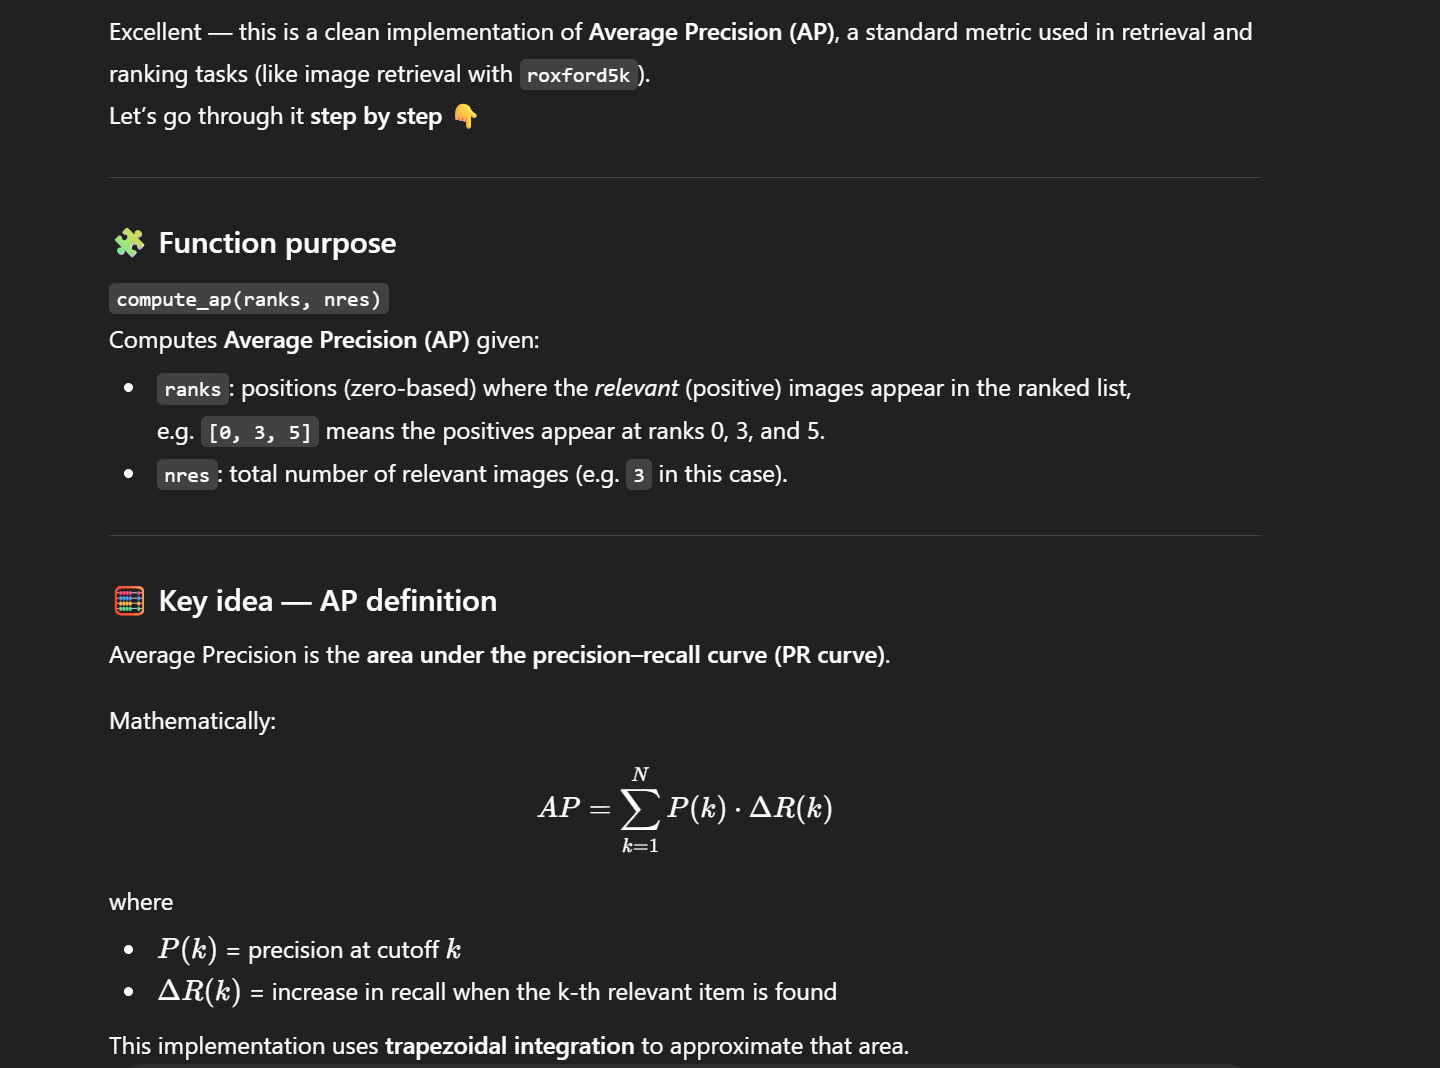 Excellent — this is a clean implementation of Average Precision (AP), a standard metric used in retrieval and
ranking tasks (like image retrieval with roxford5k).
Let’s go through it step by step 👇
🧩 Function purpose
compute_ap(ranks, nres)
Computes Average Precision (AP) given:
• ranks: positions (zero-based) where the relevant (positive) images appear in the ranked list,
e.g. [0, 3, 5] means the positives appear at ranks 0, 3, and 5.
• nres: total number of relevant images (e.g. 3 in this case).
🧮 Key idea — AP definition
Average Precision is the area under the precision–recall curve (PR curve).
Mathematically:
AP = ∑_{k=1}^{N} P(k) · ΔR(k)
where
• P(k) = precision at cutoff k
• ΔR(k) = increase in recall when the k-th relevant item is found
This implementation uses trapezoidal integration to approximate that area.